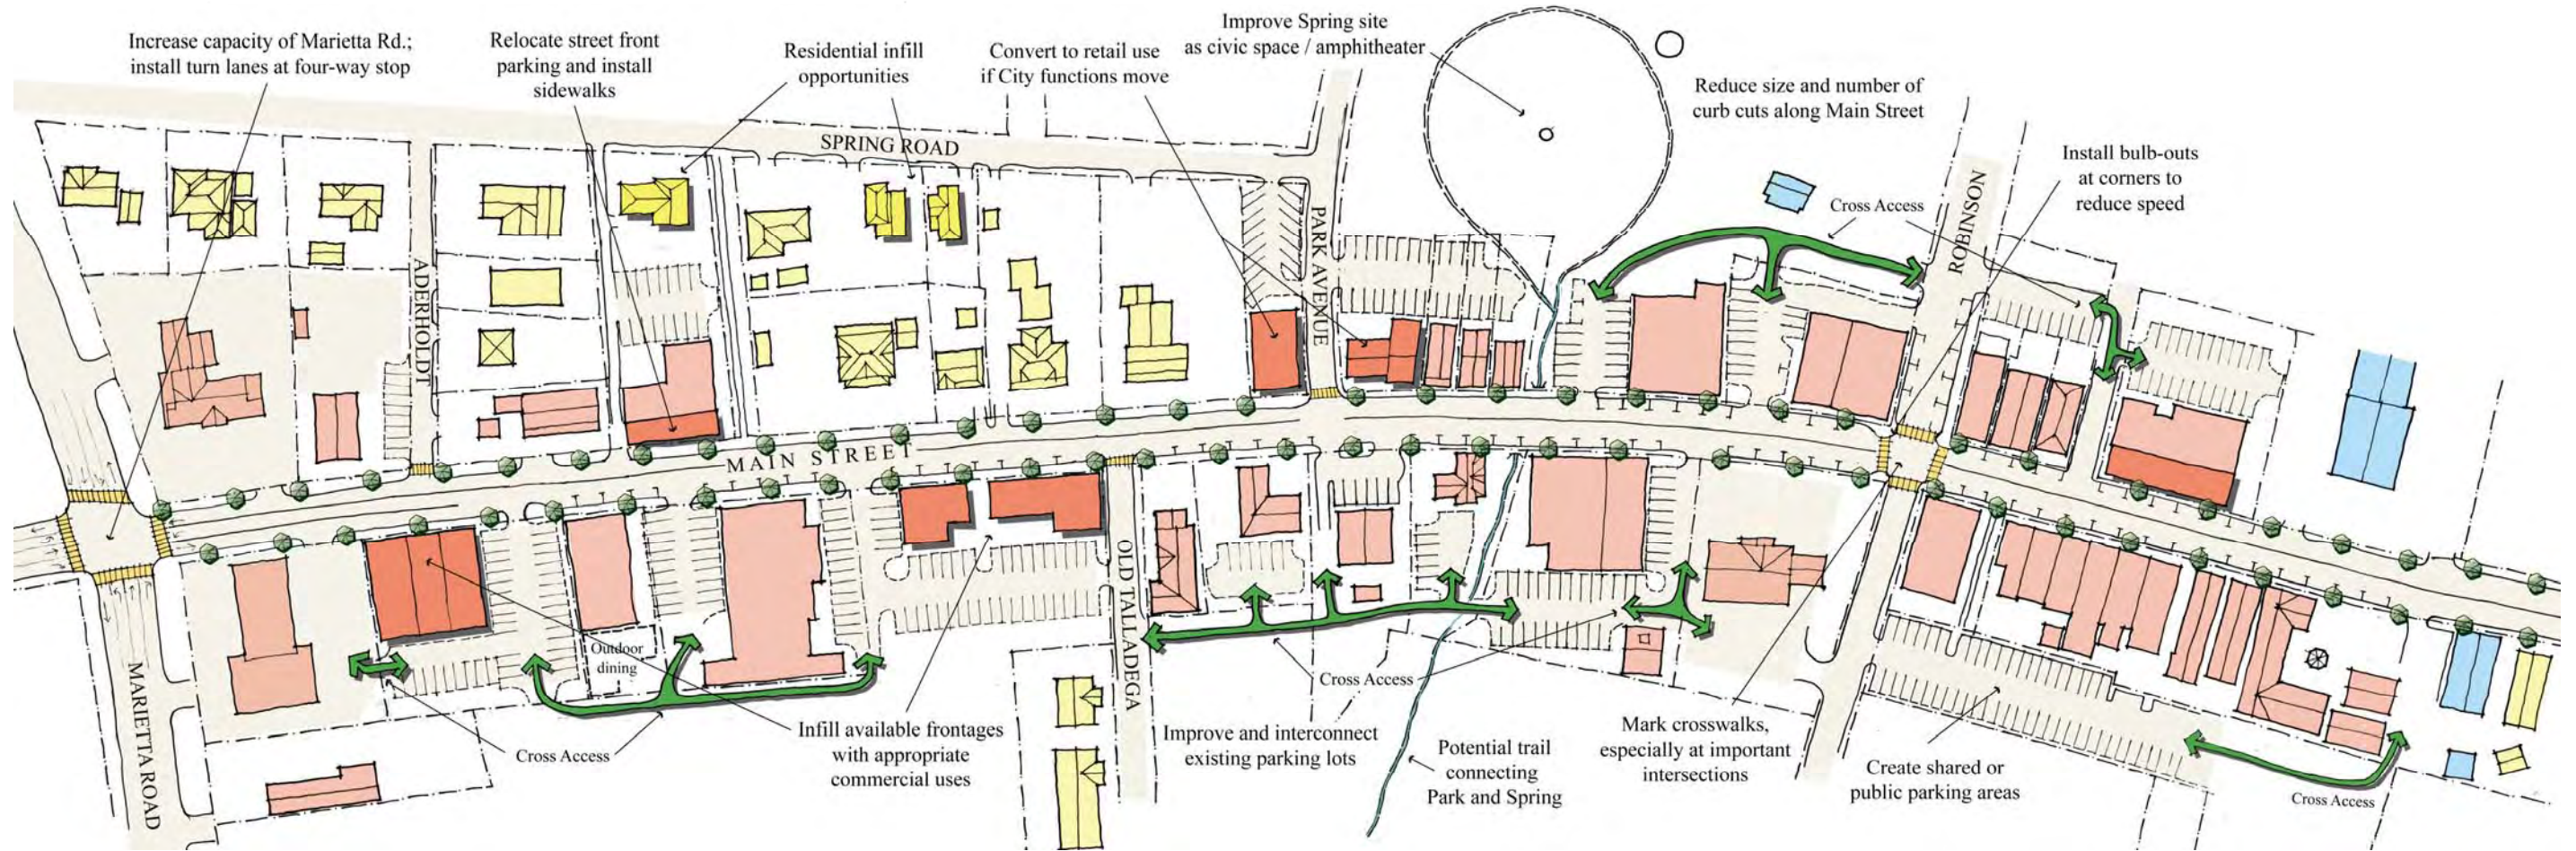 Increase capacity of Marietta Rd.;
install turn lanes at four-way stop
Relocate street front
parking and install
sidewalks
Residential infill
opportunities
Convert to retail use
if City functions move
Improve Spring site
as civic space / amphitheater
Reduce size and number of
curb cuts along Main Street
Install bulb-outs
at corners to
reduce speed
Cross Access
SPRING ROAD
PARK AVENUE
ROBINSON
ADERHOLDT
MAIN STREET
OLD TALLADEGA
MARIETTA ROAD
Outdoor
dining
Cross Access
Infill available frontages
with appropriate
commercial uses
Cross Access
Improve and interconnect
existing parking lots
Potential trail
connecting
Park and Spring
Mark crosswalks,
especially at important
intersections
Create shared or
public parking areas
Cross Access